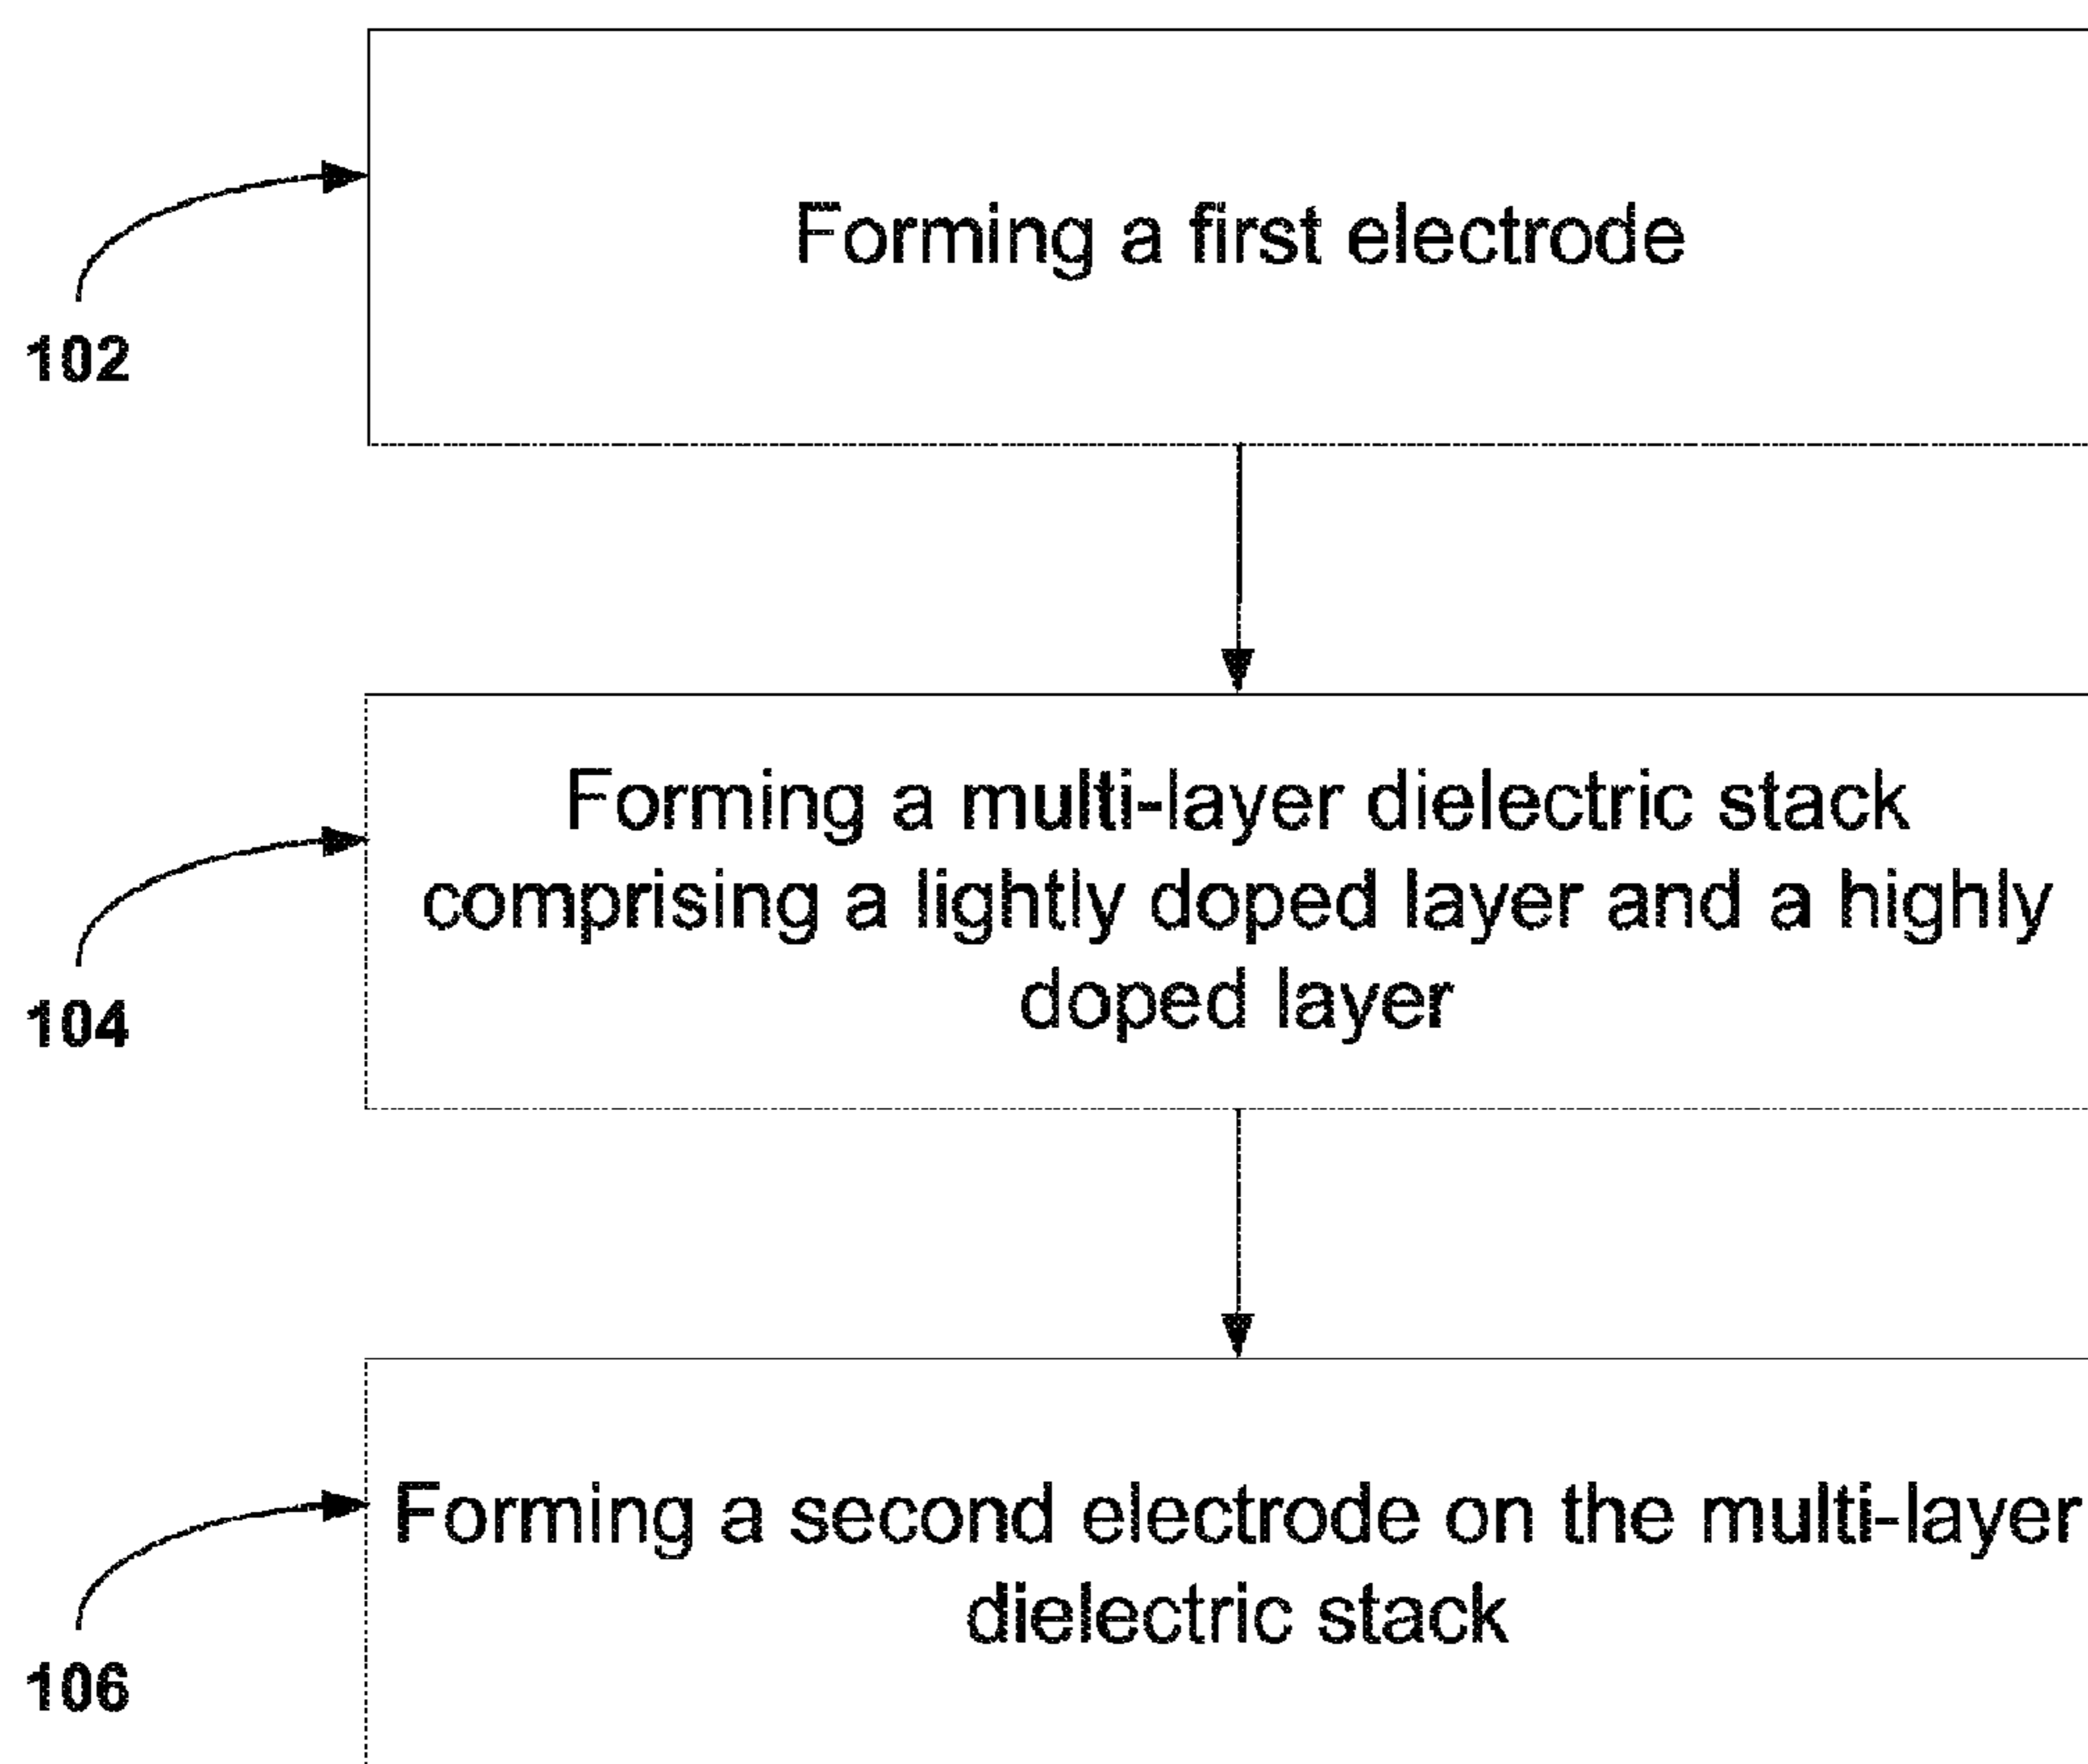 Forming a first electrode
102
Forming a multi-layer dielectric stack
comprising a lightly doped layer and a highly
doped layer
104
Forming a second electrode on the multi-layer
dielectric stack
106